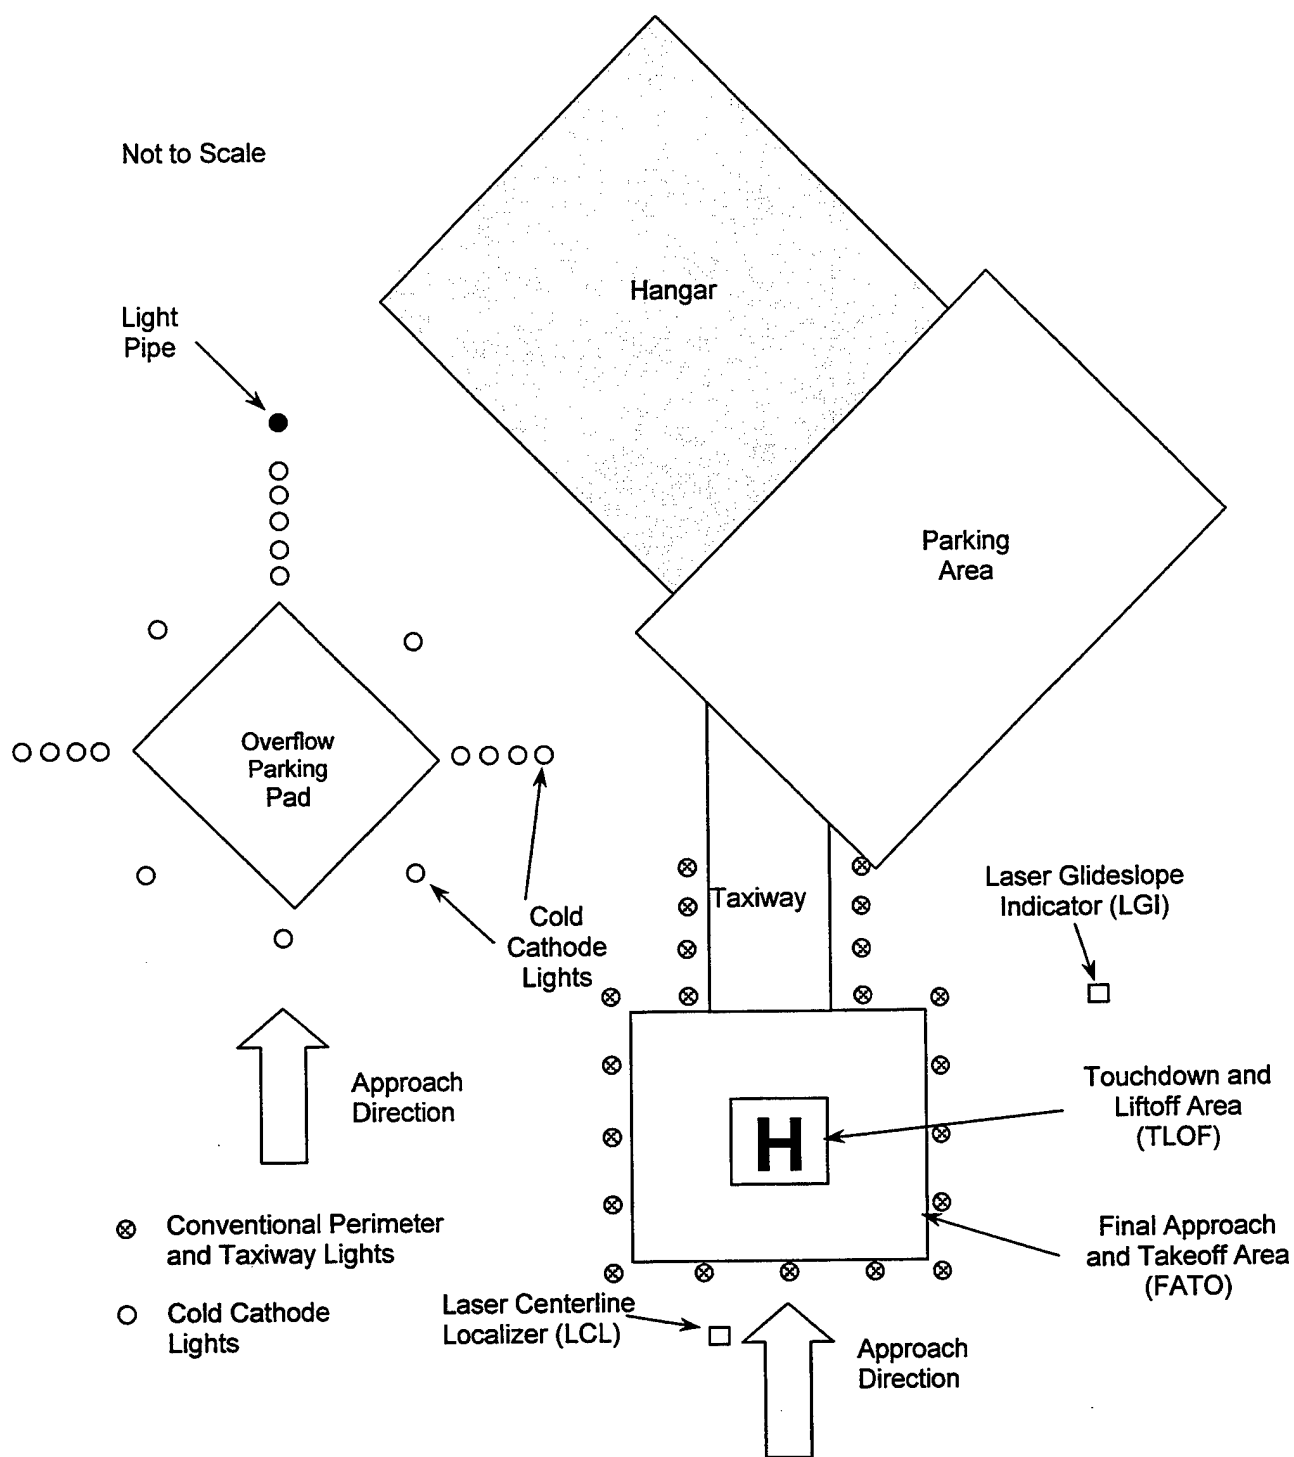 Not to Scale
Hangar
Light
Pipe
Parking
Area
Overflow
Parking
Pad
Cold
Cathode
Lights
Taxiway
Laser Glideslope
Indicator (LGI)
Approach
Direction
H
Touchdown and
Liftoff Area
(TLOF)
Conventional Perimeter
and Taxiway Lights
Final Approach
and Takeoff Area
(FATO)
Cold Cathode
Lights
Laser Centerline
Localizer (LCL)
Approach
Direction